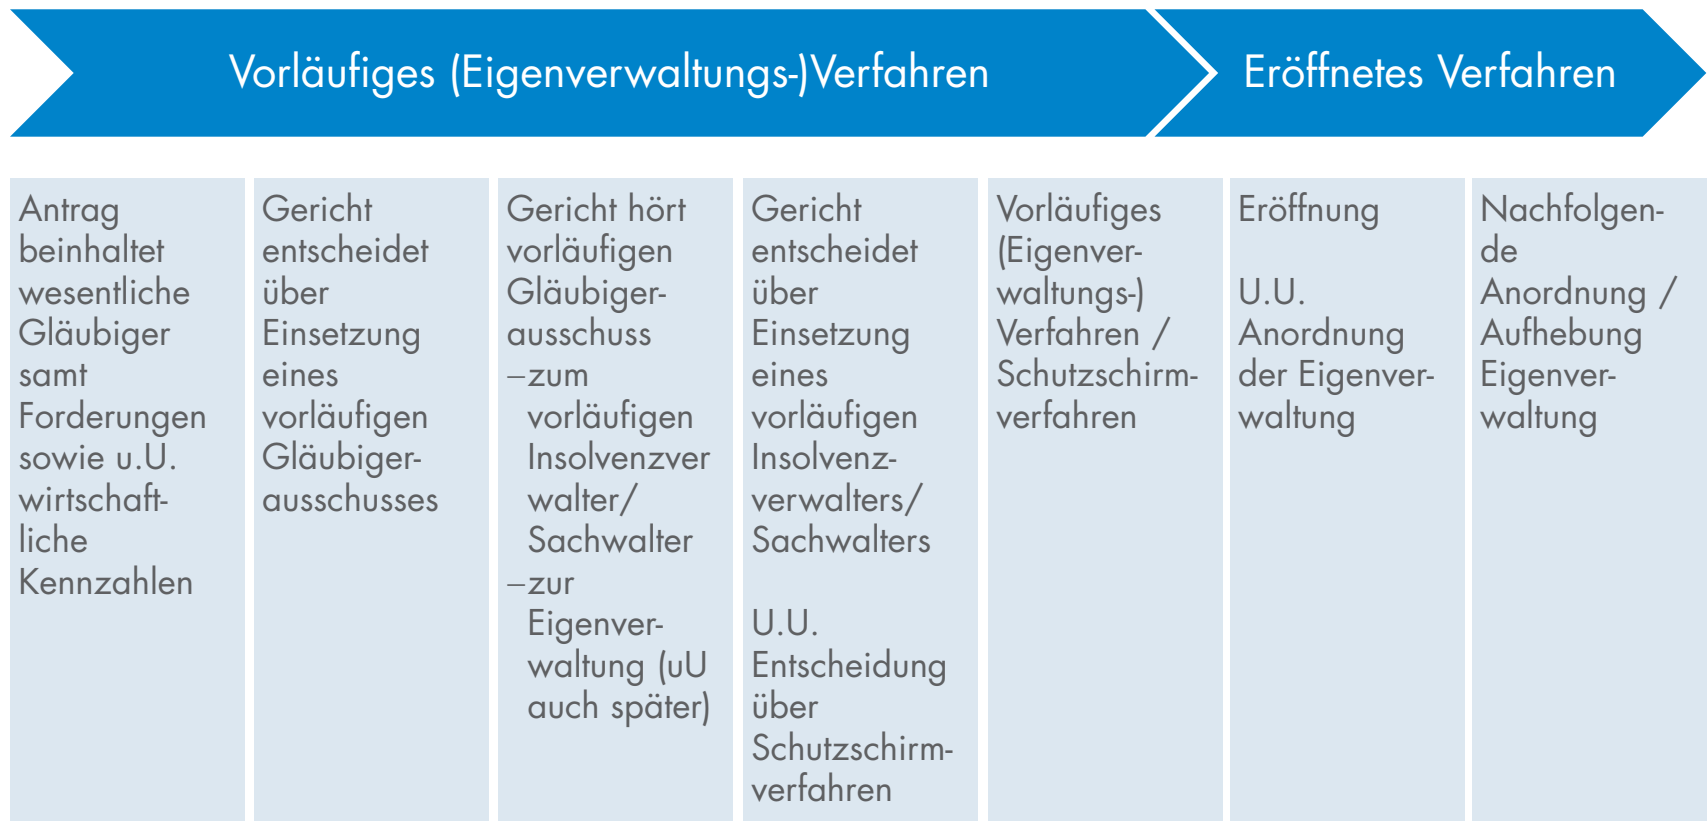 Vorläufiges (Eigenverwaltungs-)Verfahren
Eröffnetes Verfahren
Antrag
beinhaltet
wesentliche
Gläubiger
samt
Forderungen
sowie u.U.
wirtschaft-
liche
Kennzahlen
Gericht
entscheidet
über
Einsetzung
eines
vorläufigen
Gläubiger-
ausschusses
Gericht hört
vorläufigen
Gläubiger-
ausschuss
–zum
vorläufigen
Insolvenzver
walter/
Sachwalter
–zur
Eigenver-
waltung (uU
auch später)
Gericht
entscheidet
über
Einsetzung
eines
vorläufigen
Insolvenz-
verwalters/
Sachwalters
U.U.
Entscheidung
über
Schutzschirm-
verfahren
Vorläufiges
(Eigenver-
waltungs-)
Verfahren /
Schutzschirm-
verfahren
Eröffnung
U.U.
Anordnung
der Eigenver-
waltung
Nachfolgen-
de
Anordnung /
Aufhebung
Eigenver-
waltung